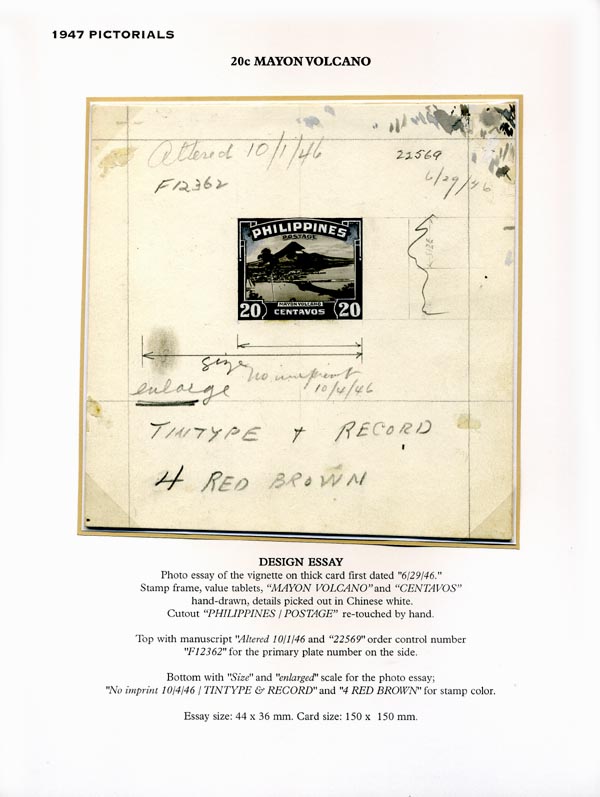 1947 PICTORIALS
20c MAYON VOLCANO
Altered 10/1/46
22569
F12362
6/29/46
PHILIPPINES
POSTAGE
SIZE
MAYON VOLCANO
20 CENTAVOS 20
size
no imprint
enlarge
10/4/46
TINTYPE + RECORD
4 RED BROWN
DESIGN ESSAY
Photo essay of the vignette on thick card first dated "6/29/46."
Stamp frame, value tablets, "MAYON VOLCANO" and "CENTAVOS"
hand-drawn, details picked out in Chinese white.
Cutout "PHILIPPINES / POSTAGE" re-touched by hand.
Top with manuscript "Altered 10/1/46 and "22569" order control number
"F12362" for the primary plate number on the side.
Bottom with "Size" and "enlarged" scale for the photo essay;
"No imprint 10/4/46 / TINTYPE & RECORD" and "4 RED BROWN" for stamp color.
Essay size: 44 x 36 mm. Card size: 150 x 150 mm.